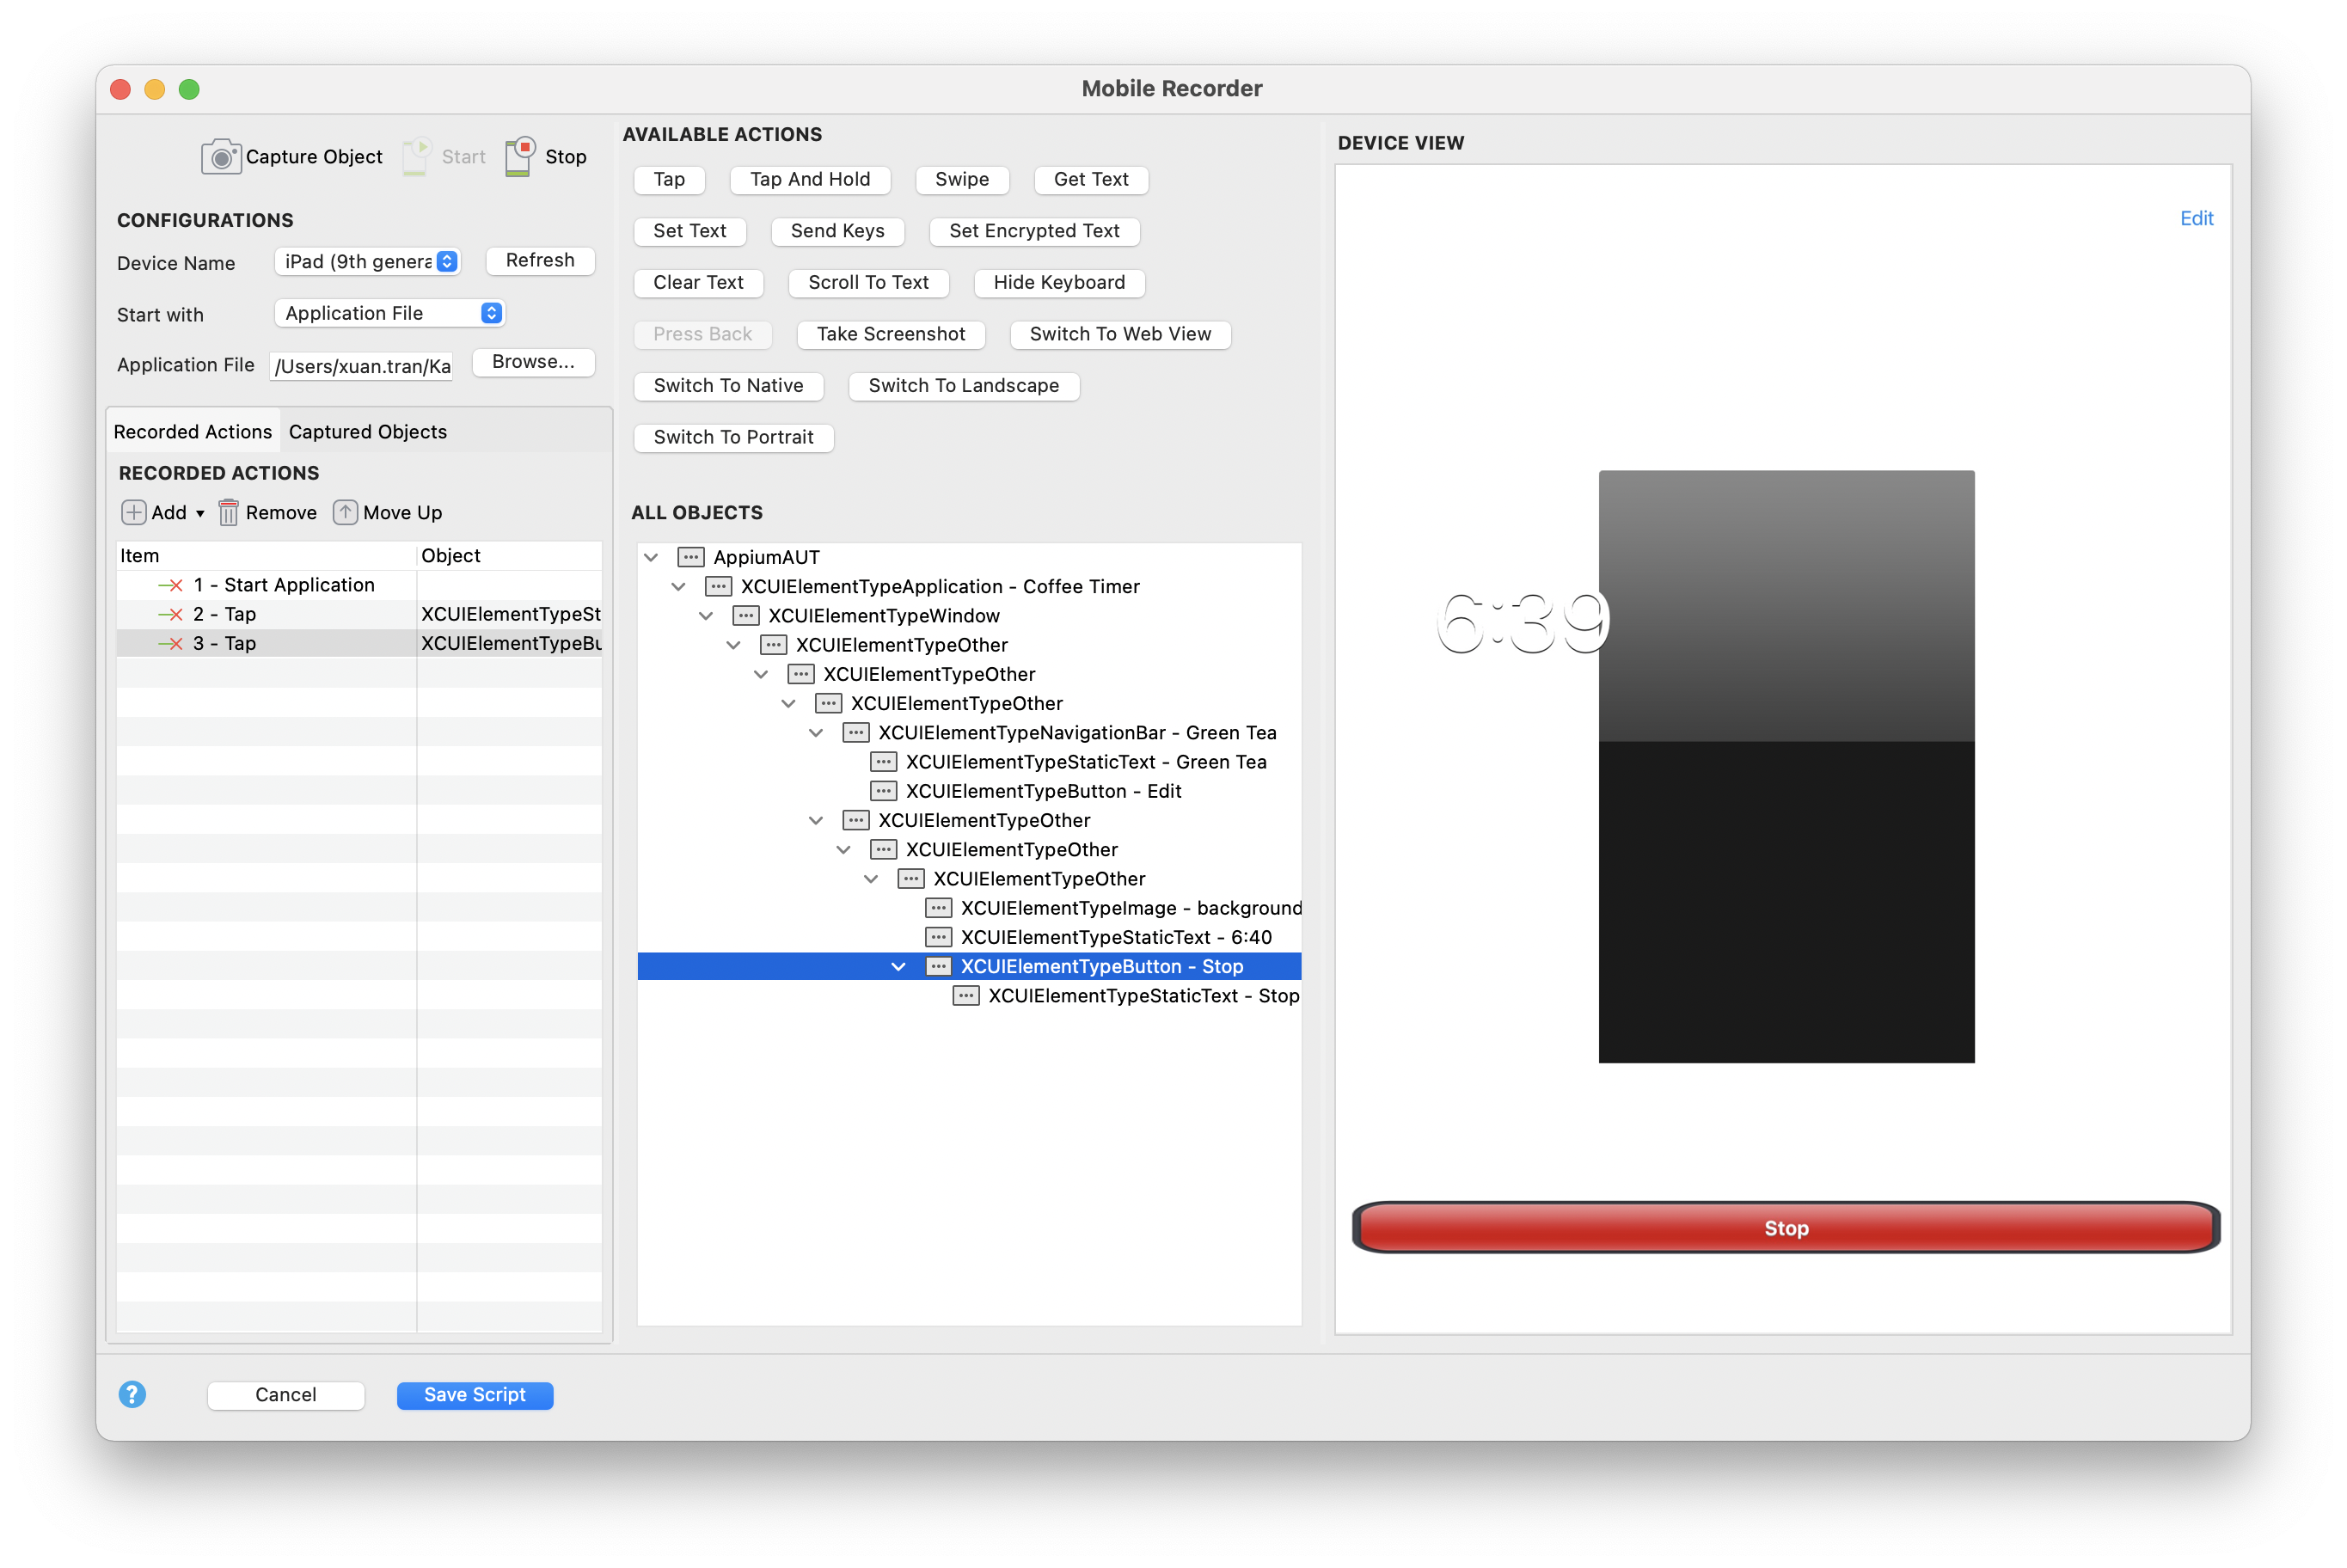 Mobile Recorder
Capture Object
Start
Stop
CONFIGURATIONS
Device Name
iPad (9th genera
Refresh
Start with
Application File
Application File
/Users/xuan.tran/Ka
Browse...
Recorded Actions
Captured Objects
RECORDED ACTIONS
Add
Remove
Move Up
Item
Object
1 - Start Application
2 - Tap
XCUIElementTypeSt
3 - Tap
XCUIElementTypeBu
AVAILABLE ACTIONS
Tap
Tap And Hold
Swipe
Get Text
Set Text
Send Keys
Set Encrypted Text
Clear Text
Scroll To Text
Hide Keyboard
Press Back
Take Screenshot
Switch To Web View
Switch To Native
Switch To Landscape
Switch To Portrait
ALL OBJECTS
AppiumAUT
XCUIElementTypeApplication - Coffee Timer
XCUIElementTypeWindow
XCUIElementTypeOther
XCUIElementTypeOther
XCUIElementTypeOther
XCUIElementTypeNavigationBar - Green Tea
XCUIElementTypeStaticText - Green Tea
XCUIElementTypeButton - Edit
XCUIElementTypeOther
XCUIElementTypeOther
XCUIElementTypeOther
XCUIElementTypeImage - background
XCUIElementTypeStaticText - 6:40
XCUIElementTypeButton - Stop
XCUIElementTypeStaticText - Stop
DEVICE VIEW
Edit
6:39
Stop
?
Cancel
Save Script